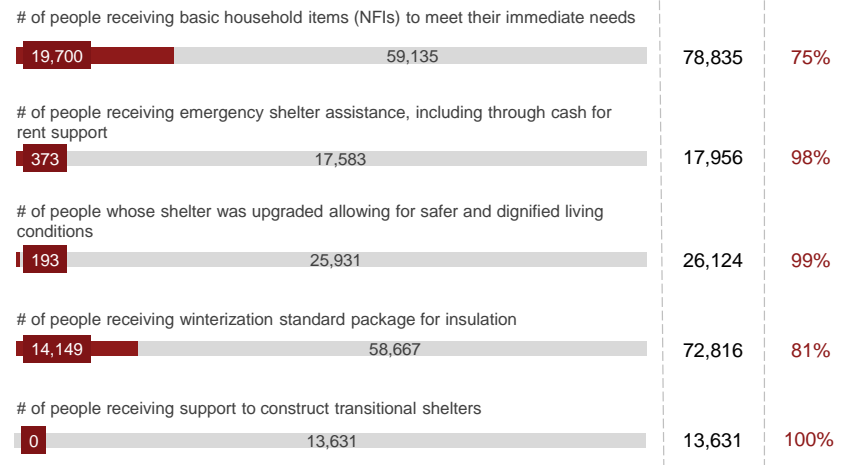 # of people receiving basic household items (NFIs) to meet their immediate needs
19,700 59,135 78,835 75%
# of people receiving emergency shelter assistance, including through cash for
rent support
373 17,583 17,956 98%
# of people whose shelter was upgraded allowing for safer and dignified living
conditions
193 25,931 26,124 99%
# of people receiving winterization standard package for insulation
14,149 58,667 72,816 81%
# of people receiving support to construct transitional shelters
0 13,631 13,631 100%